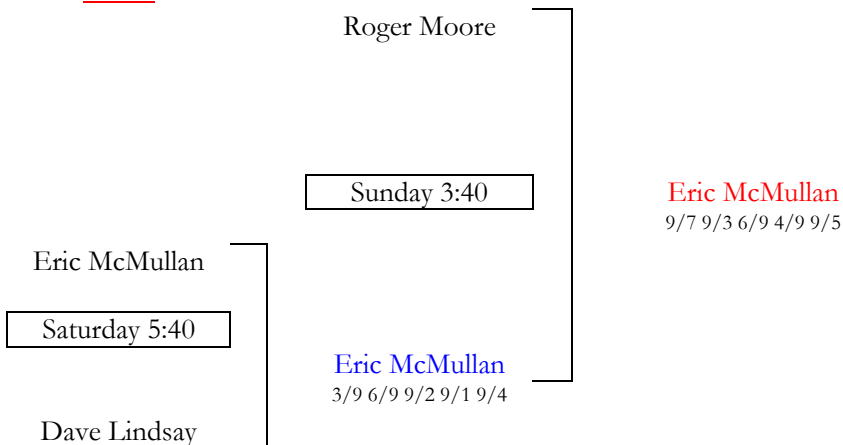 Roger Moore
Sunday 3:40
Eric McMullan
9/7 9/3 6/9 4/9 9/5
Eric McMullan
Saturday 5:40
Eric McMullan
3/9 6/9 9/2 9/1 9/4
Dave Lindsay